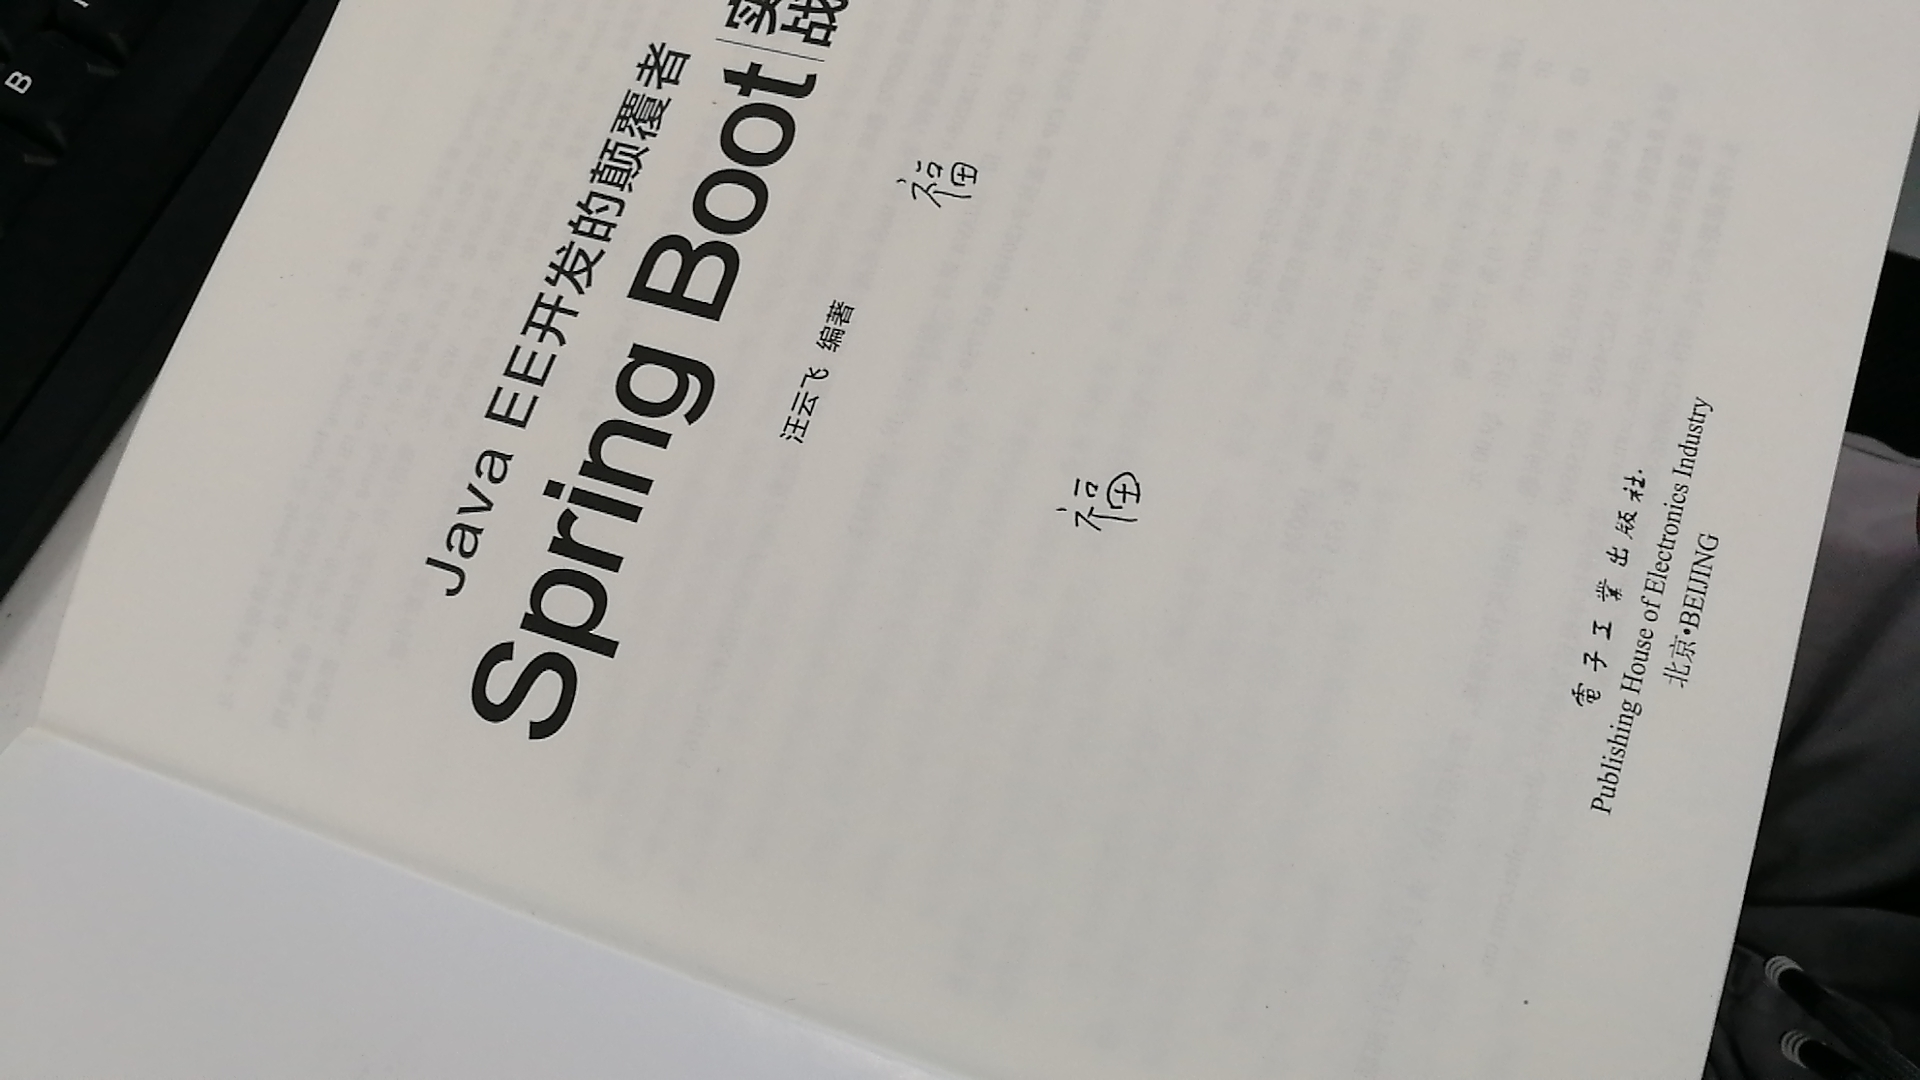 Java EE开发的颠覆者
Spring Boot 实战
汪云飞 编著
福
福
電子工業出版社.
Publishing House of Electronics Industry
北京•BEIJING
B